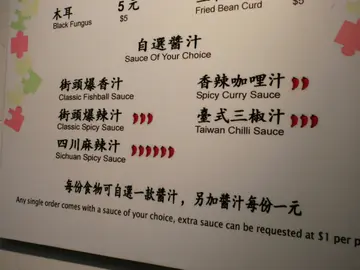 木耳 5元
Black Fungus $5
Fried Bean Curd $5
自選醬汁
Sauce Of Your Choice
街頭爆香汁
Classic Fishball Sauce
香辣咖哩汁
Spicy Curry Sauce
街頭爆辣汁
Classic Spicy Sauce
臺式三椒汁
Taiwan Chilli Sauce
四川麻辣汁
Sichuan Spicy Sauce
每份食物可自選一款醬汁，另加醬汁每份一元
Any single order comes with a sauce of your choice, extra sauce can be requested at $1 per p